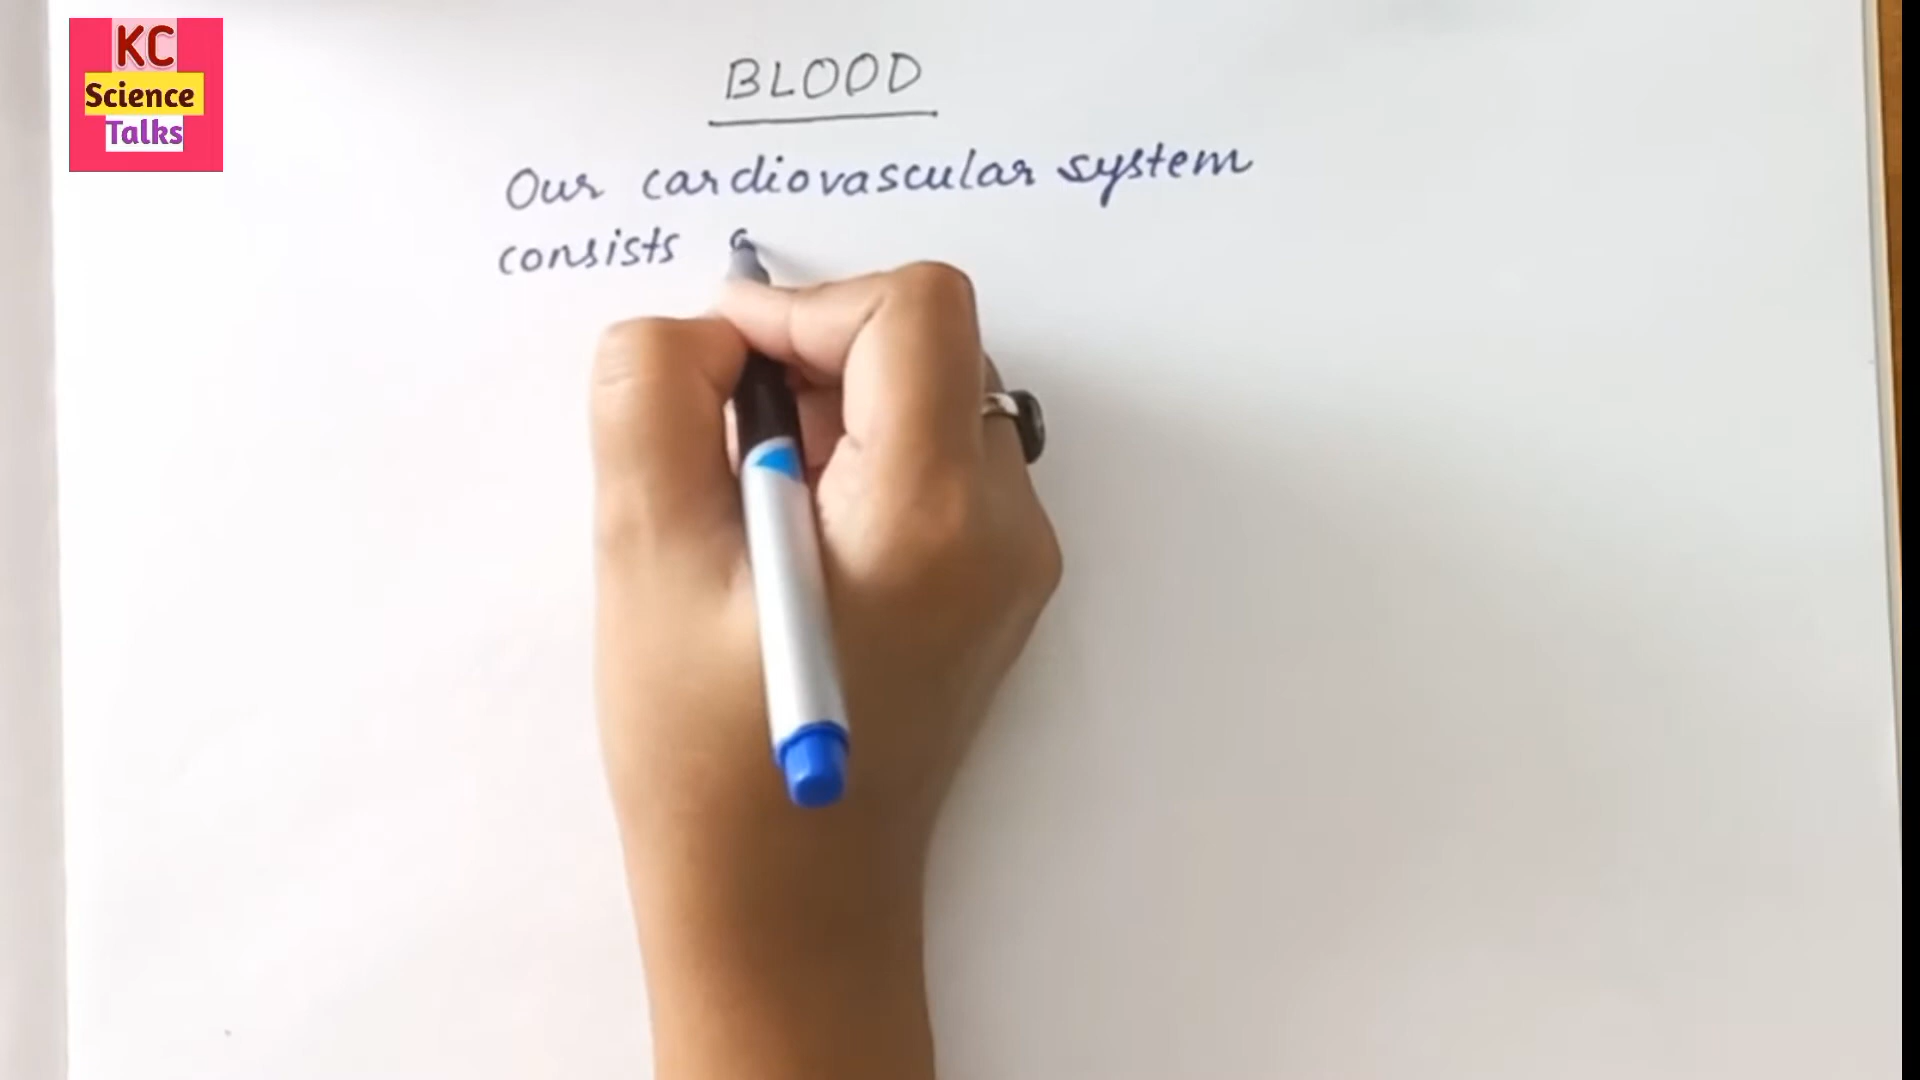 KC
Science
Talks
BLOOD
Our cardiovascular system
consists